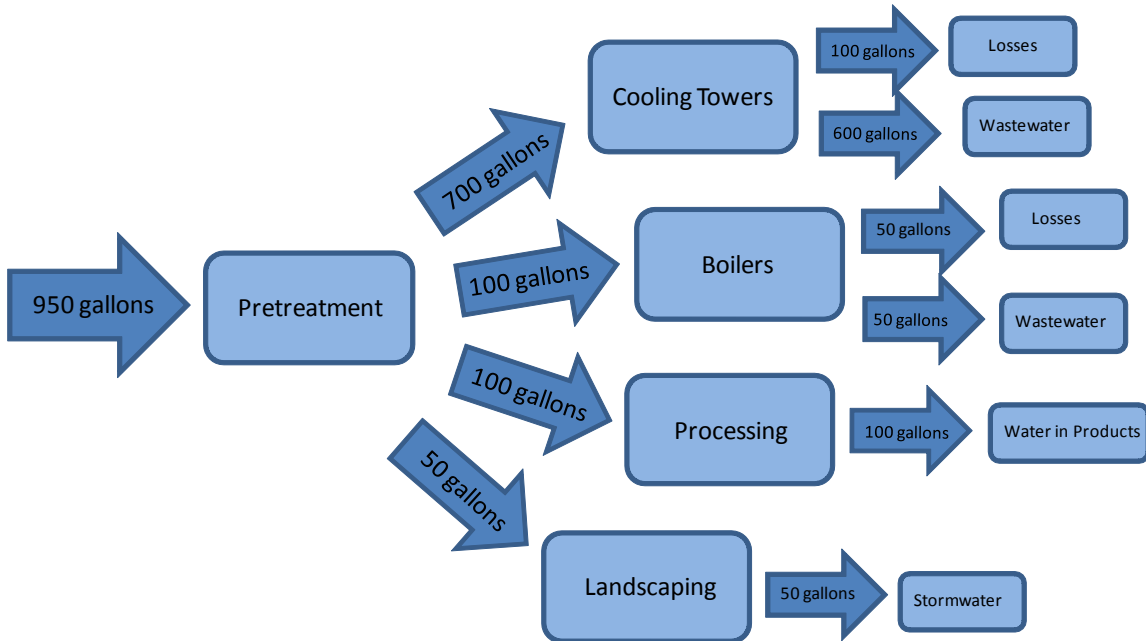 950 gallons
Pretreatment
700 gallons
Cooling Towers
100 gallons
Losses
600 gallons
Wastewater
100 gallons
Boilers
50 gallons
Losses
50 gallons
Wastewater
100 gallons
Processing
100 gallons
Water in Products
50 gallons
Landscaping
50 gallons
Stormwater